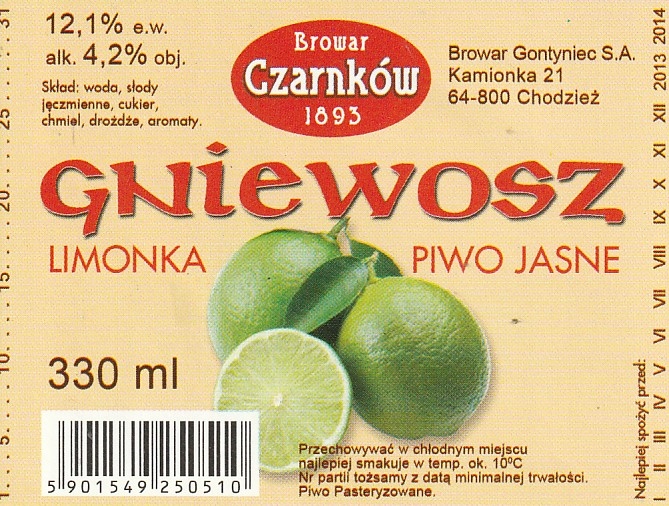 12,1% e.w.
alk. 4,2% obj.
Skład: woda, słody
jęczmienne, cukier,
chmiel, drożdże, aromaty.
Browar
Czarnków
1893
Browar Gontyniec S.A.
Kamionka 21
64-800 Chodzież
GNiEWOSZ
LIMONKA
PIWO JASNE
330 ml
5 901549 250510
Przechowywać w chłodnym miejscu
najlepiej smakuje w temp. ok. 10⁰C
Nr partii tożsamy z datą minimalnej trwałości.
Piwo Pasteryzowane.
1. . . . 5. . . . 10. . . . 15. . . . 20. . . . 25 . . . . 31
Najlepiej spożyć przed:
I II III IV V VI VII VIII IX X XI XII 2013 2014